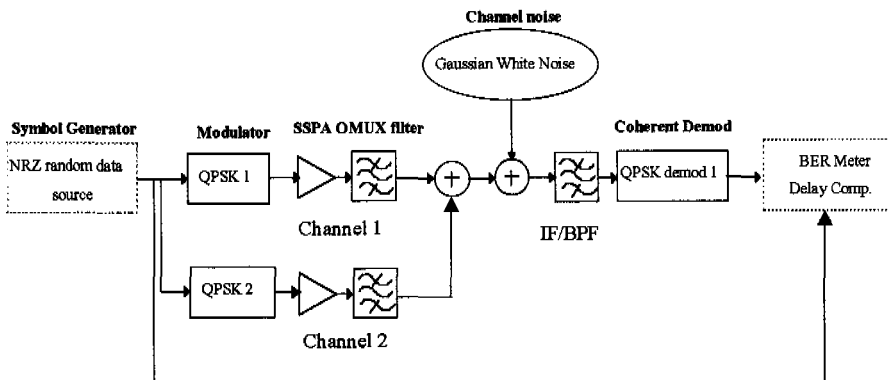 Channel noise
Gaussian White Noise
Symbol Generator
Modulator
SSPA OMUX filter
Coherent Demod
NRZ random data
source
QPSK 1
QPSK demod 1
BER Meter
Delay Comp.
Channel 1
IF/BPF
QPSK 2
Channel 2